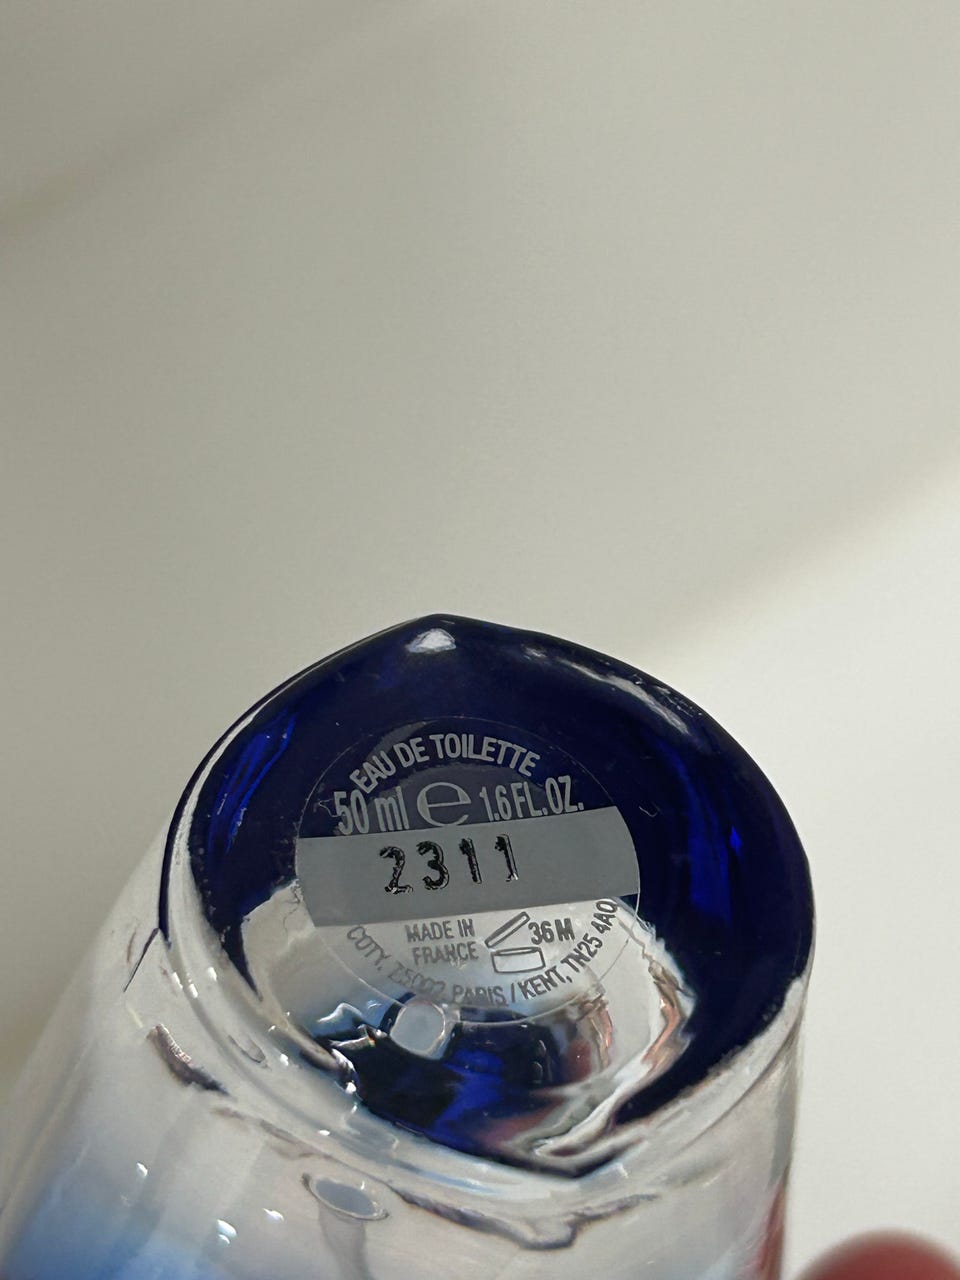 EAU DE TOILETTE
50 ml e 1.6 FL. OZ.
2311
MADE IN
FRANCE
36 M
COTY, 75002 PARIS / KENT, TN25 4AQ